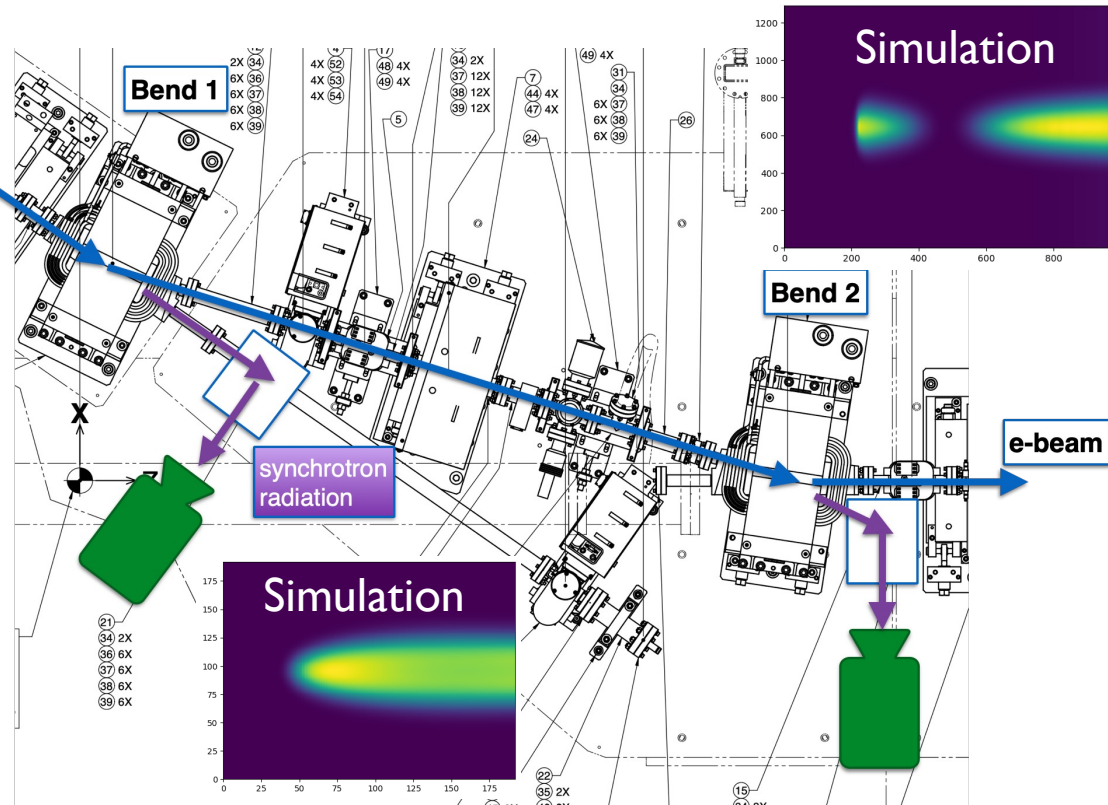 2X 34
6X 36
6X 37
6X 38
6X 39
4X 52
4X 53
4X 54
17
48 4X
49 4X
34 2X
37 12X
38 12X
39 12X
5
7
44 4X
47 4X
24
49 4X
31
34
6X 37
6X 38
6X 39
26
Bend 1
Simulation
1200
1000
800
600
400
200
0
0 200 400 600 800
Bend 2
e-beam
X
synchrotron
radiation
Simulation
175
150
125
100
75
50
25
0
0 25 50 75 100 125 150 175
21
34 2X
36 6X
37 6X
38 6X
39 6X
22
35 2X
15